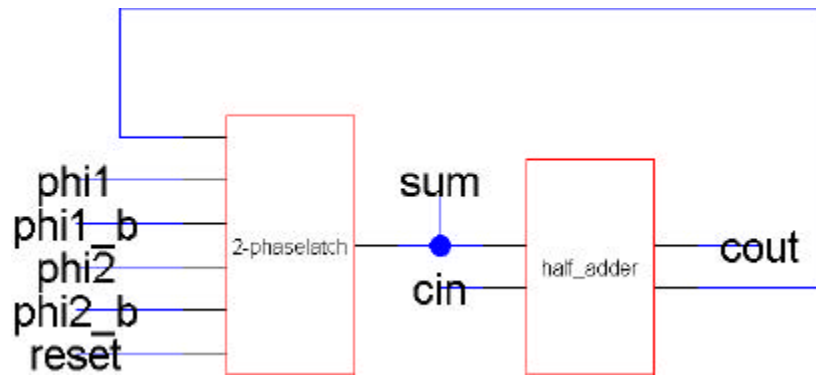 phi1
phi1_b
phi2
phi2_b
reset
2-phaselatch
sum
cin
half_adder
cout